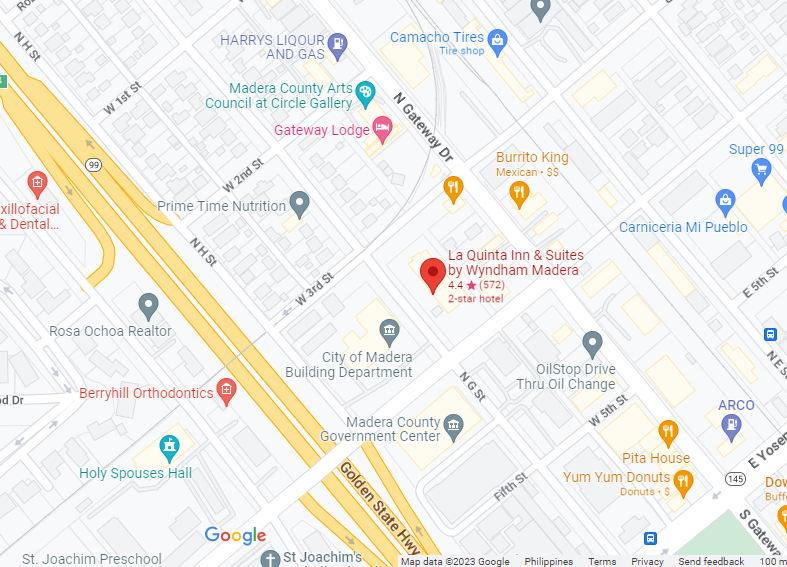 N H St
HARRYS LIQOUR
AND GAS
Camacho Tires
Tire shop
W 1st St
Madera County Arts
Council at Circle Gallery
N Gateway Dr
Gateway Lodge
99
Burrito King
Mexican • $$
Super 99
W 2nd St
xillofacial
& Dental...
Prime Time Nutrition
Carniceria Mi Pueblo
N H St
La Quinta Inn & Suites
by Wyndham Madera
4.4 ★ (572)
2-star hotel
W 3rd St
E 5th St
Rosa Ochoa Realtor
City of Madera
Building Department
OilStop Drive
Thru Oil Change
N E St
Berryhill Orthodontics
N G St
od Dr
W 5th St
ARCO
Madera County
Government Center
Pita House
E Yosem
Holy Spouses Hall
Golden State Hwy
Fifth St
Yum Yum Donuts
Donuts • $
145
Dow
Buff
S Gatewa
Google
St. Joachim Preschool
St Joachim's
Map data ©2023 Google Philippines Terms Privacy Send feedback 100 m